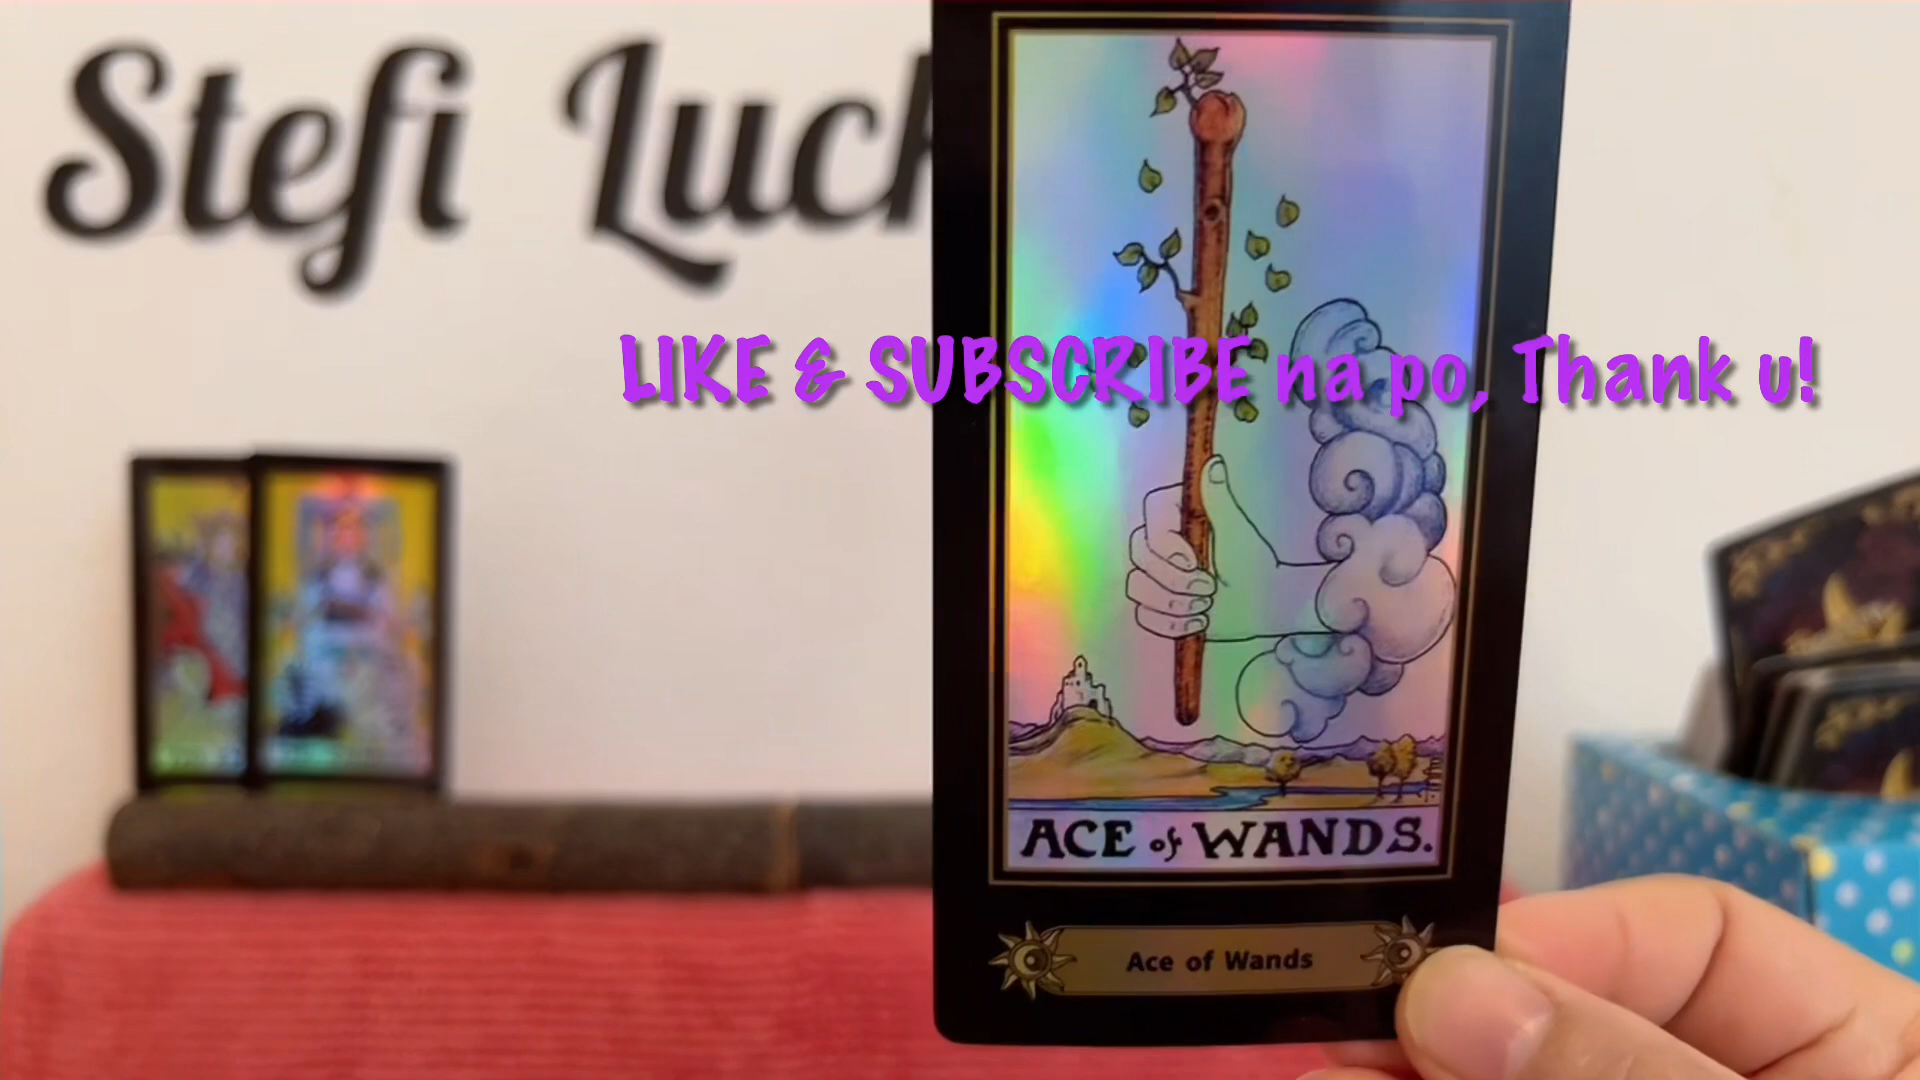 Stefi Luck
LIKE & SUBSCRIBE na po, Thank u!
ACE of WANDS.
Ace of Wands